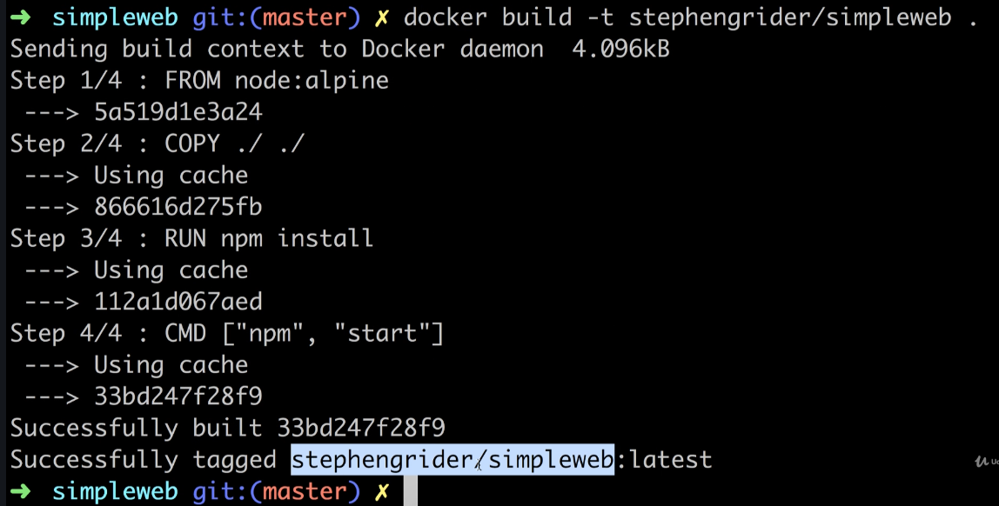 ➜ simpleweb git:(master) ✗ docker build -t stephengrider/simpleweb .
Sending build context to Docker daemon  4.096kB
Step 1/4 : FROM node:alpine
 ---> 5a519d1e3a24
Step 2/4 : COPY ./ ./
 ---> Using cache
 ---> 866616d275fb
Step 3/4 : RUN npm install
 ---> Using cache
 ---> 112a1d067aed
Step 4/4 : CMD ["npm", "start"]
 ---> Using cache
 ---> 33bd247f28f9
Successfully built 33bd247f28f9
Successfully tagged stephengrider/simpleweb:latest
➜ simpleweb git:(master) ✗